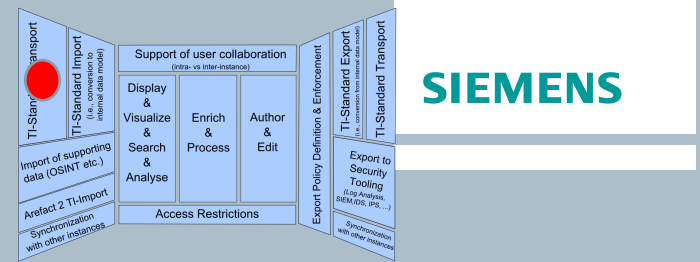 TI-Standard Transport
TI-Standard Import
(i.e., conversion to
internal data model)
Import of supporting
data (OSINT etc.)
Arefact 2 TI-Import
Synchronization
with other instances
Support of user collaboration
(intra- vs inter-instance)
Display
&
Visualize
&
Search
&
Analyse
Enrich
&
Process
Author
&
Edit
Access Restrictions
Export Policy Definition & Enforcement
TI-Standard Export
(i.e., conversion from internal data model)
TI-Standard Transport
Export to
Security
Tooling
(Log Analysis,
SIEM,IDS, IPS, ...)
Synchronization
with other instances
SIEMENS